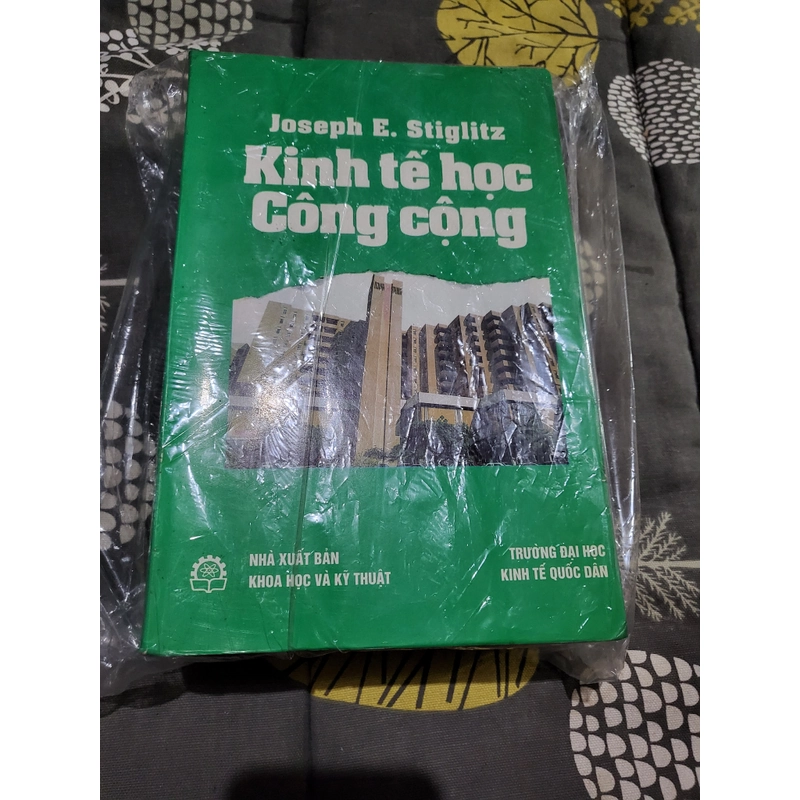 Joseph E. Stiglitz
Kinh tế học
Công cộng
NHÀ XUẤT BẢN
KHOA HỌC VÀ KỸ THUẬT
TRƯỜNG ĐẠI HỌC
KINH TẾ QUỐC DÂN